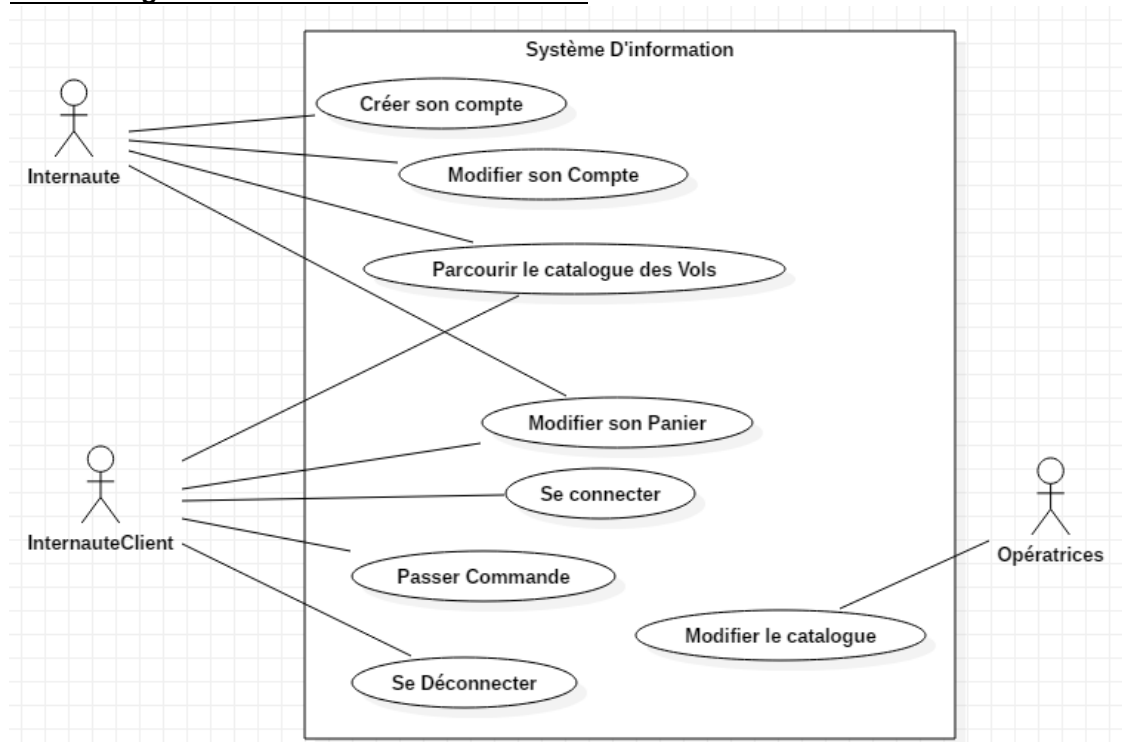 Système D'information
Créer son compte
Internaute
Modifier son Compte
Parcourir le catalogue des Vols
Modifier son Panier
Se connecter
InternauteClient
Opératrices
Passer Commande
Modifier le catalogue
Se Déconnecter